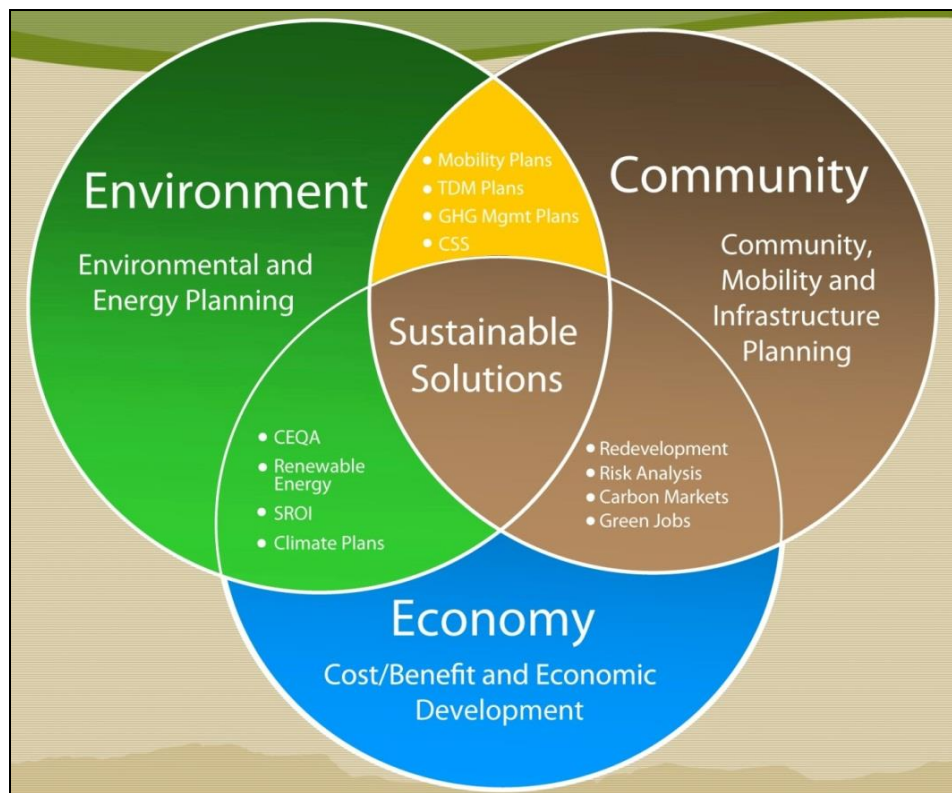 Environment
Environmental and
Energy Planning
• Mobility Plans
• TDM Plans
• GHG Mgmt Plans
• CSS
Community
Community,
Mobility and
Infrastructure
Planning
Sustainable
Solutions
• CEQA
• Renewable
Energy
• SROI
• Climate Plans
• Redevelopment
• Risk Analysis
• Carbon Markets
• Green Jobs
Economy
Cost/Benefit and Economic
Development